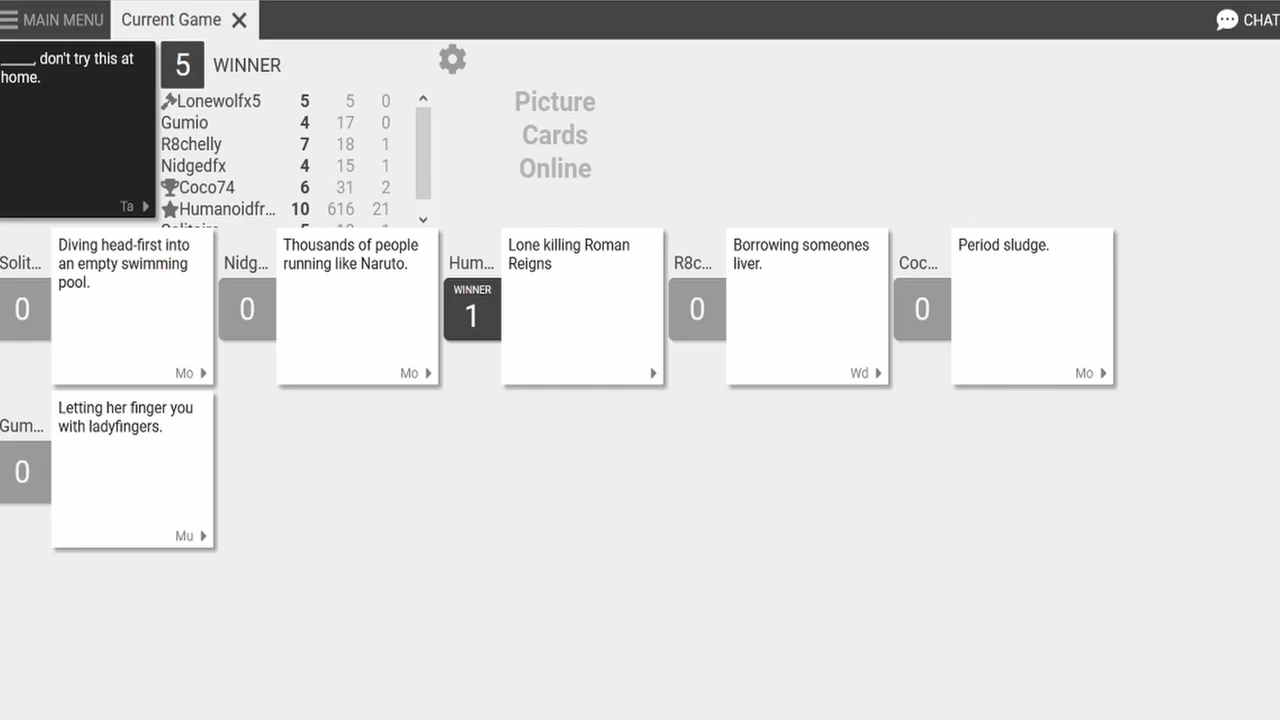 MAIN MENU
Current Game
CHAT
_____, don't try this at
home.
Ta
5 WINNER
Lonewolfx5 5 5 0
Gumio 4 17 0
R8chelly 7 18 1
Nidgedfx 4 15 1
Coco74 6 31 2
Humanoidfr... 10 616 21
Picture
Cards
Online
Solit...
0
Diving head-first into
an empty swimming
pool.
Mo
Nidg...
0
Thousands of people
running like Naruto.
Mo
Hum...
WINNER
1
Lone killing Roman
Reigns
R8c...
0
Borrowing someones
liver.
Wd
Coc...
0
Period sludge.
Mo
Gum...
0
Letting her finger you
with ladyfingers.
Mu